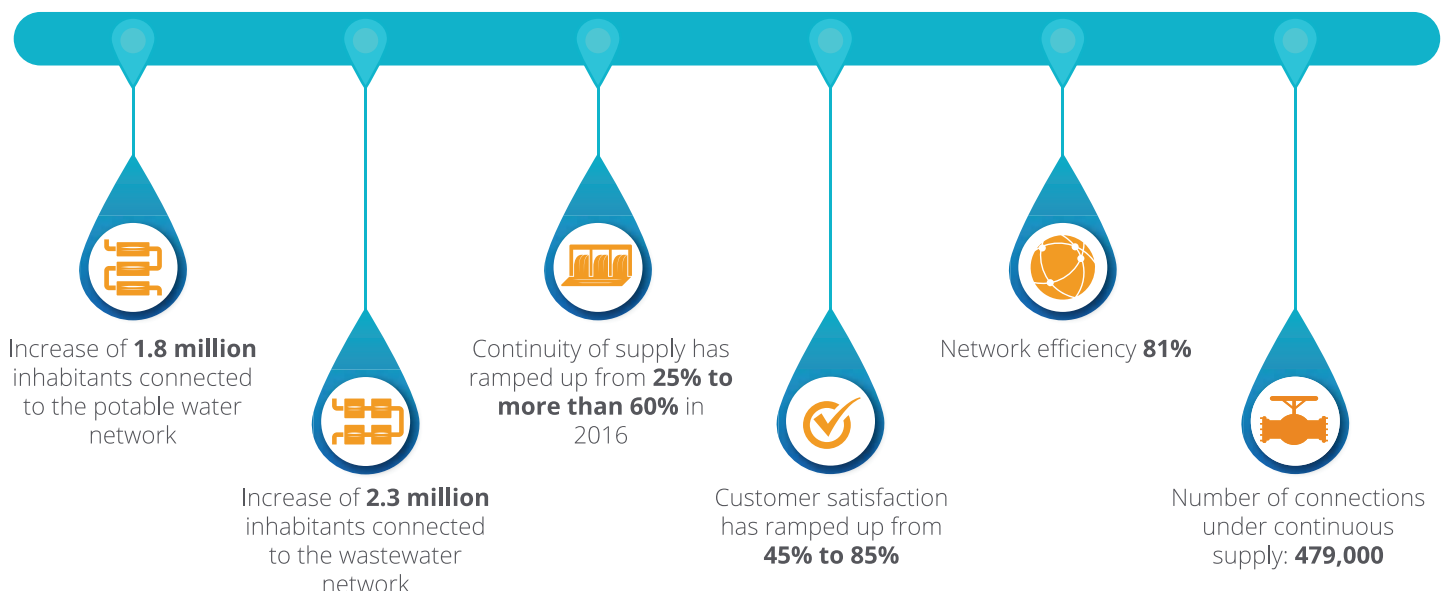 Increase of 1.8 million
inhabitants connected
to the potable water
network
Increase of 2.3 million
inhabitants connected
to the wastewater
network
Continuity of supply has
ramped up from 25% to
more than 60% in
2016
Customer satisfaction
has ramped up from
45% to 85%
Network efficiency 81%
Number of connections
under continuous
supply: 479,000